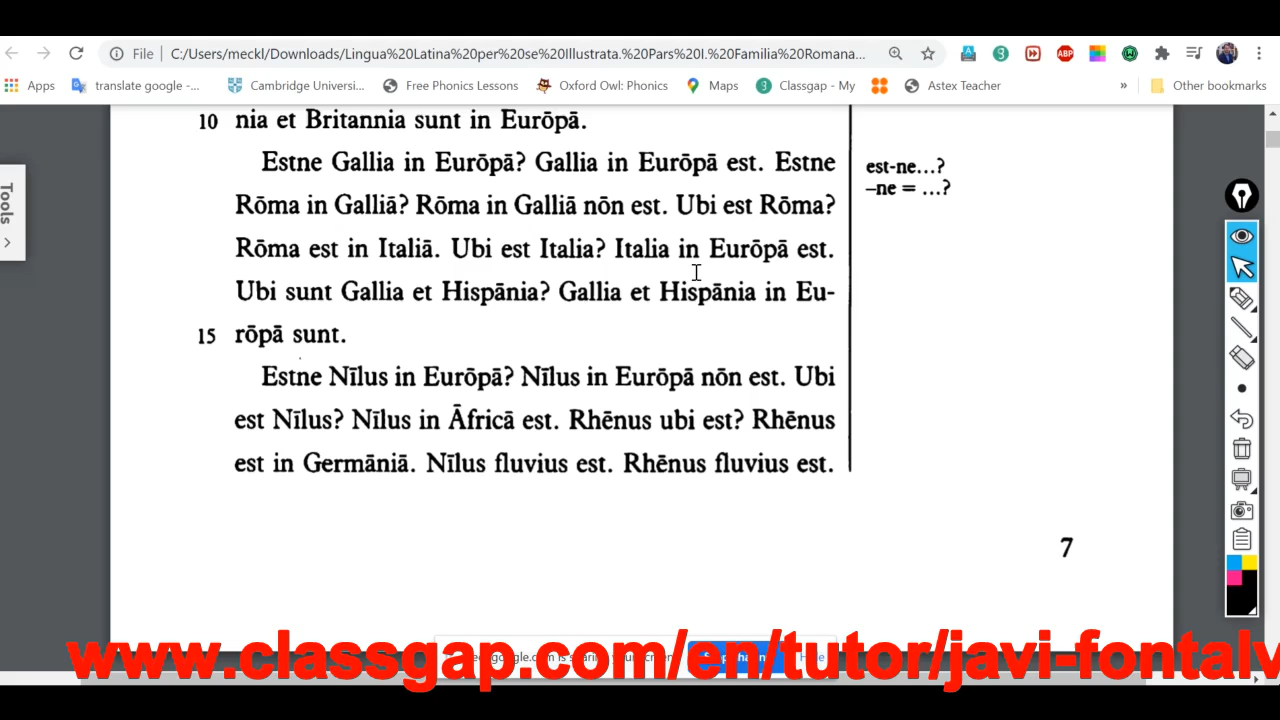 File C:/Users/meckl/Downloads/Lingua%20Latina%20per%20se%20Illustrata.%20Pars%20I.%20Familia%20Romana...
Apps translate google -... Cambridge Universi... Free Phonics Lessons Oxford Owl: Phonics Maps Classgap - My Astex Teacher » Other bookmarks
Tools
10 nia et Britannia sunt in Eurōpā.
Estne Gallia in Eurōpā? Gallia in Eurōpā est. Estne
est-ne...?
Rōma in Galliā? Rōma in Galliā nōn est. Ubi est Rōma?
–ne = ...?
Rōma est in Italiā. Ubi est Italia? Italia in Eurōpā est.
Ubi sunt Gallia et Hispānia? Gallia et Hispānia in Eu-
15 rōpā sunt.
Estne Nīlus in Eurōpā? Nīlus in Eurōpā nōn est. Ubi
est Nīlus? Nīlus in Āfricā est. Rhēnus ubi est? Rhēnus
est in Germāniā. Nīlus fluvius est. Rhēnus fluvius est.
7
www.classgap.com/en/tutor/javi-fontalv